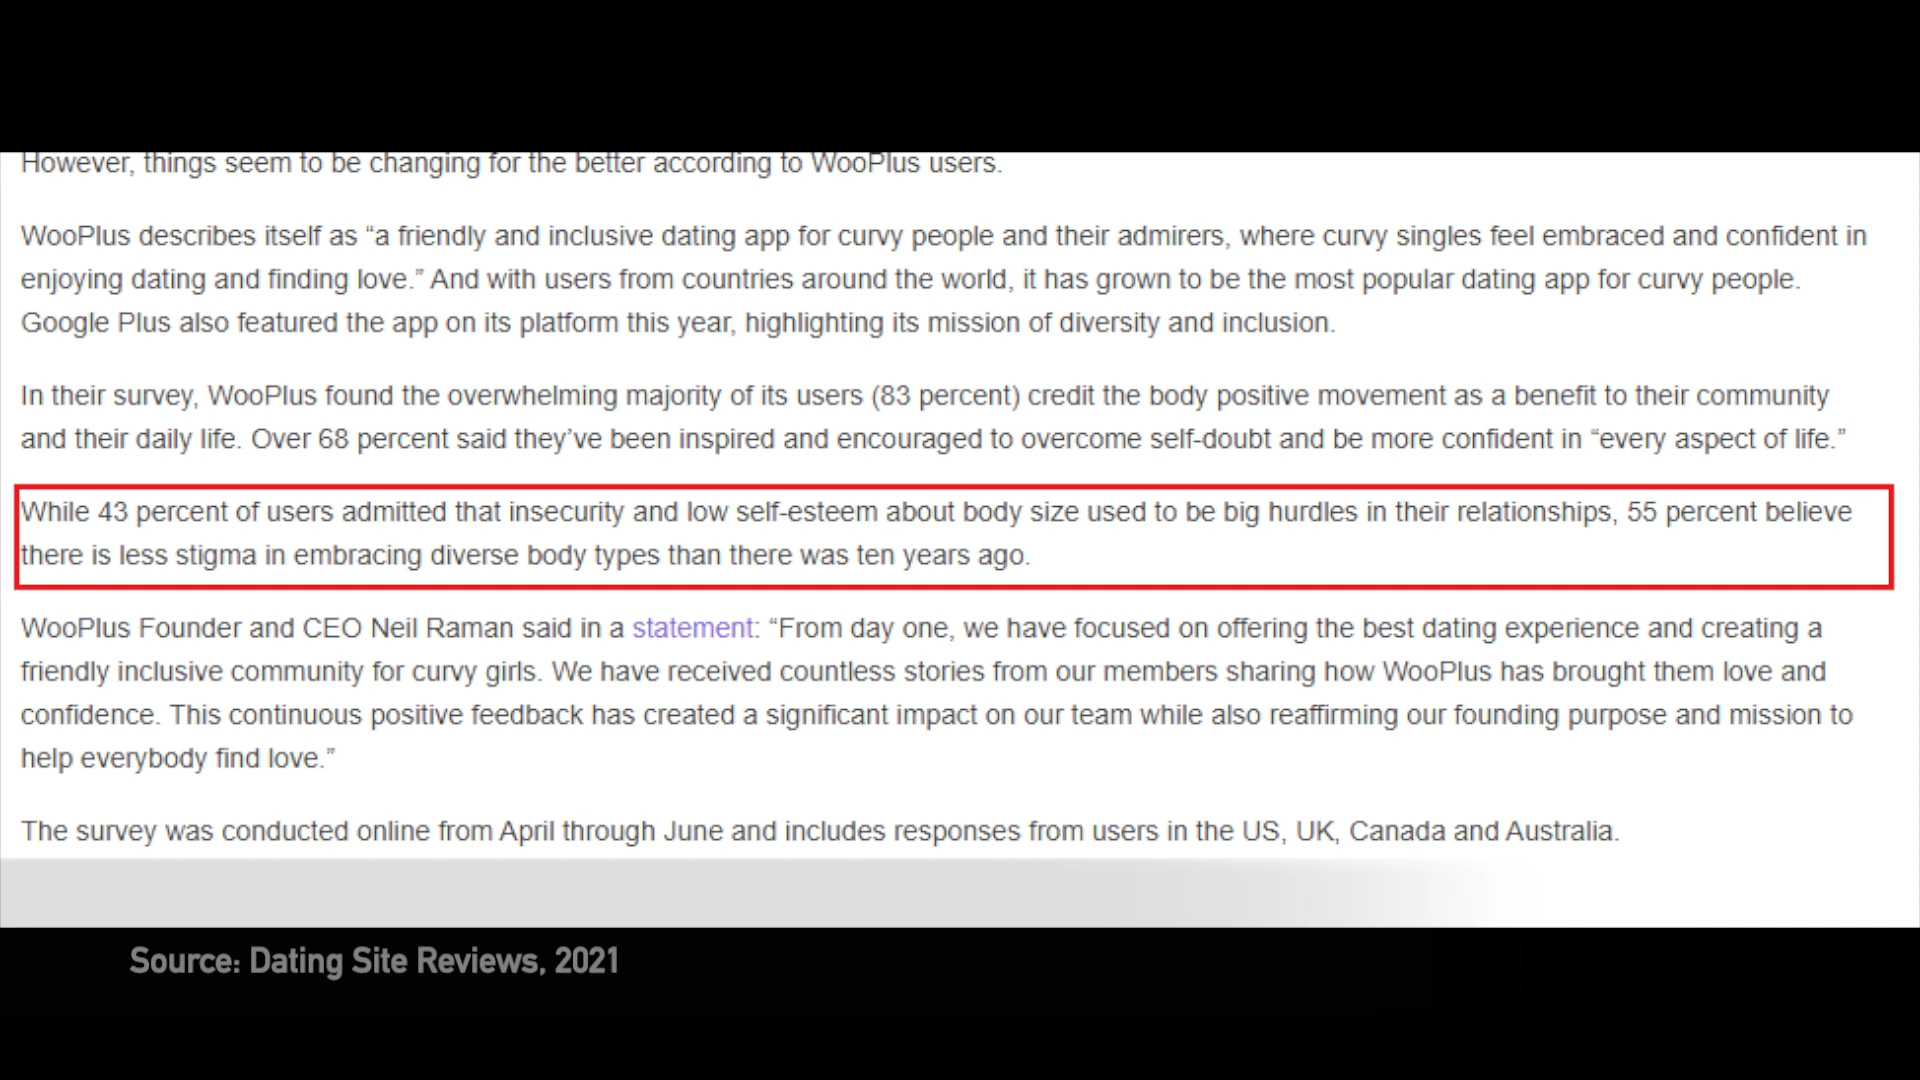 However, things seem to be changing for the better according to WooPlus users.
WooPlus describes itself as “a friendly and inclusive dating app for curvy people and their admirers, where curvy singles feel embraced and confident in
enjoying dating and finding love.” And with users from countries around the world, it has grown to be the most popular dating app for curvy people.
Google Plus also featured the app on its platform this year, highlighting its mission of diversity and inclusion.
In their survey, WooPlus found the overwhelming majority of its users (83 percent) credit the body positive movement as a benefit to their community
and their daily life. Over 68 percent said they’ve been inspired and encouraged to overcome self-doubt and be more confident in “every aspect of life.”
While 43 percent of users admitted that insecurity and low self-esteem about body size used to be big hurdles in their relationships, 55 percent believe
there is less stigma in embracing diverse body types than there was ten years ago.
WooPlus Founder and CEO Neil Raman said in a statement: “From day one, we have focused on offering the best dating experience and creating a
friendly inclusive community for curvy girls. We have received countless stories from our members sharing how WooPlus has brought them love and
confidence. This continuous positive feedback has created a significant impact on our team while also reaffirming our founding purpose and mission to
help everybody find love.”
The survey was conducted online from April through June and includes responses from users in the US, UK, Canada and Australia.
Source: Dating Site Reviews, 2021